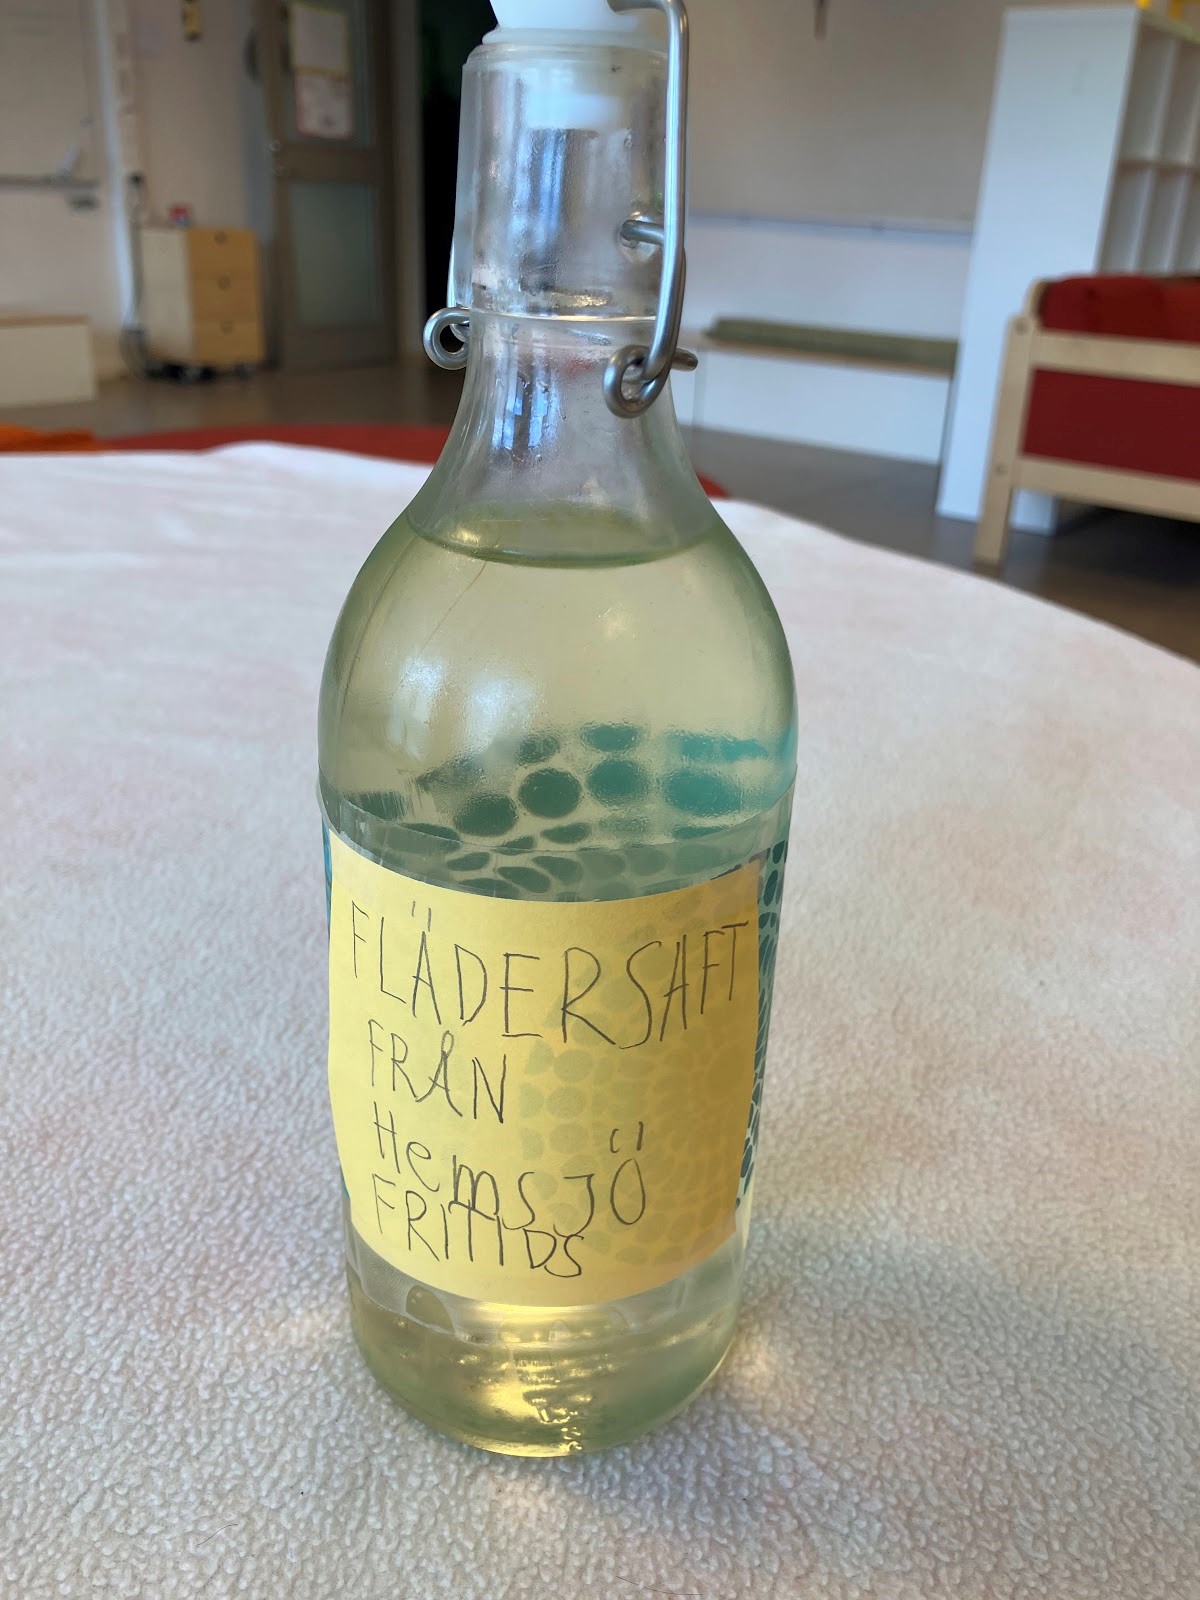 FLÄDERSAFT
FRÅN
HemsJÖ
FRITIDS